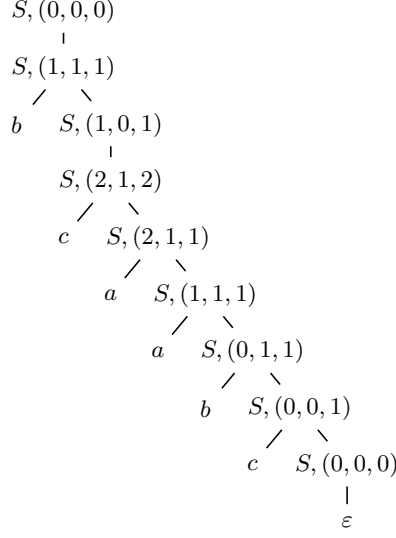 S, (0, 0, 0)
S, (1, 1, 1)
b S, (1, 0, 1)
S, (2, 1, 2)
c S, (2, 1, 1)
a S, (1, 1, 1)
a S, (0, 1, 1)
b S, (0, 0, 1)
c S, (0, 0, 0)
ε